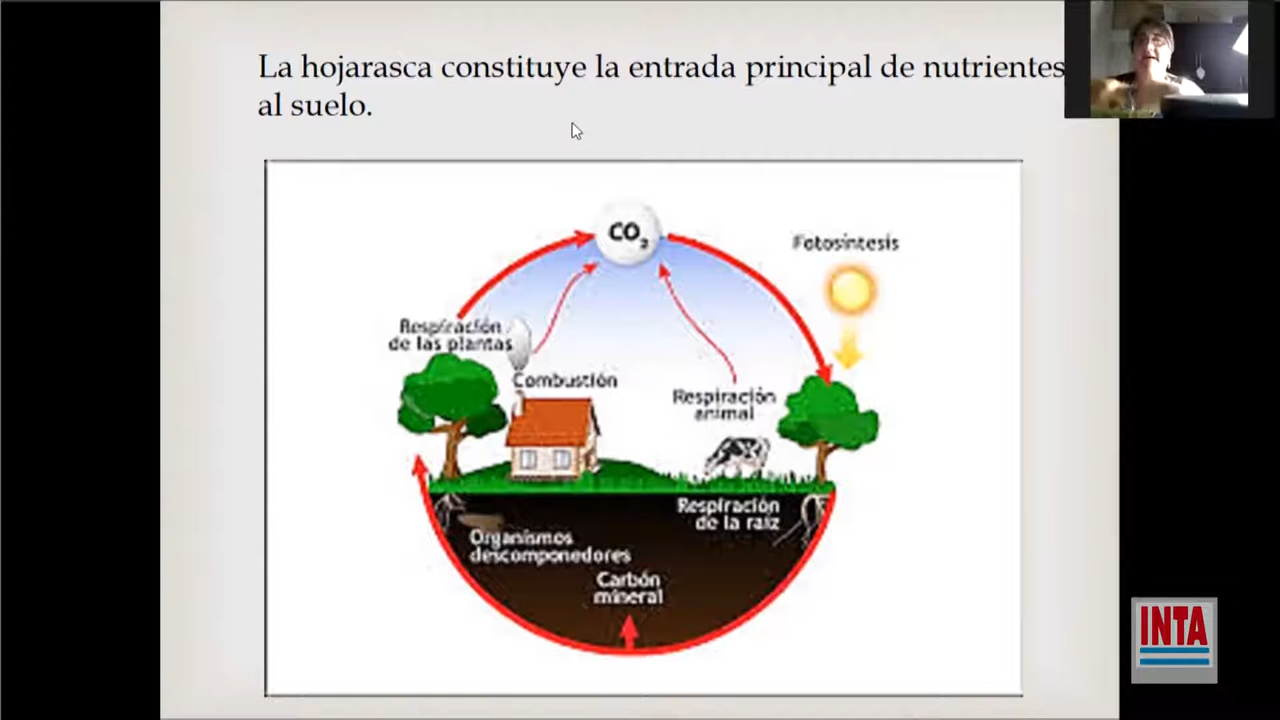 La hojarasca constituye la entrada principal de nutrientes
al suelo.
CO2
Fotosíntesis
Respiración
de las plantas
Combustión
Respiración
animal
Respiración
de la raíz
Organismos
descomponedores
Carbón
mineral
INTA